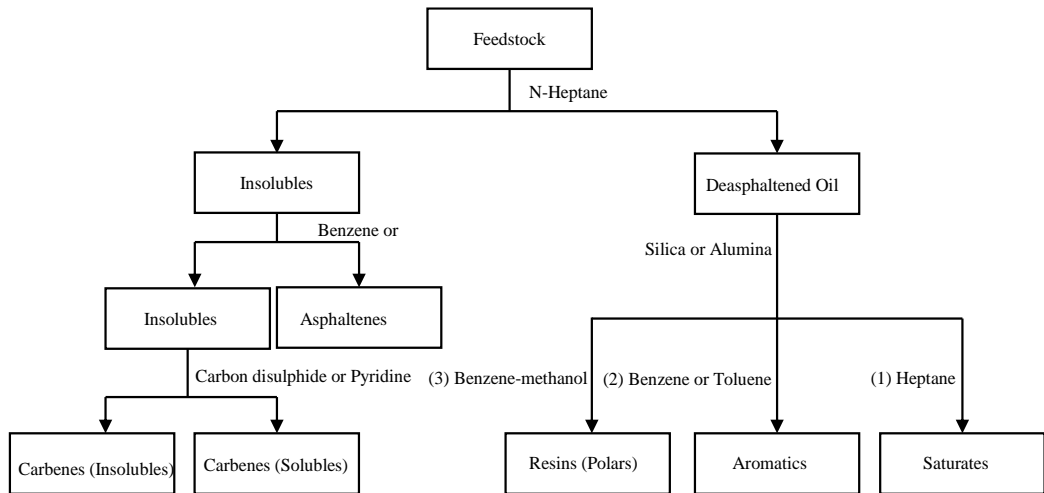 Feedstock
N-Heptane
Insolubles
Deasphaltened Oil
Benzene or
Silica or Alumina
Insolubles
Asphaltenes
Carbon disulphide or Pyridine
(3) Benzene-methanol
(2) Benzene or Toluene
(1) Heptane
Carbenes (Insolubles)
Carbenes (Solubles)
Resins (Polars)
Aromatics
Saturates